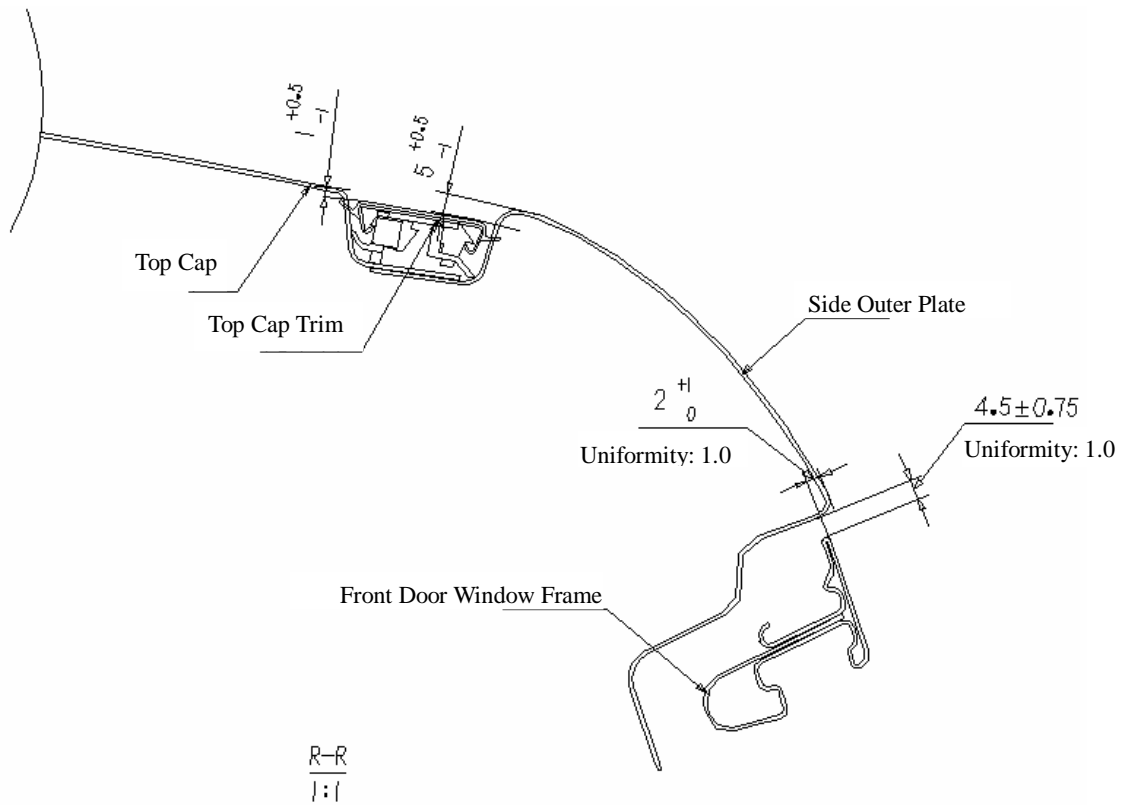 1 +0.5 -1
5 +0.5 -1
Top Cap
Top Cap Trim
Side Outer Plate
2 +1 0
Uniformity: 1.0
4.5±0.75
Uniformity: 1.0
Front Door Window Frame
R-R
1:1